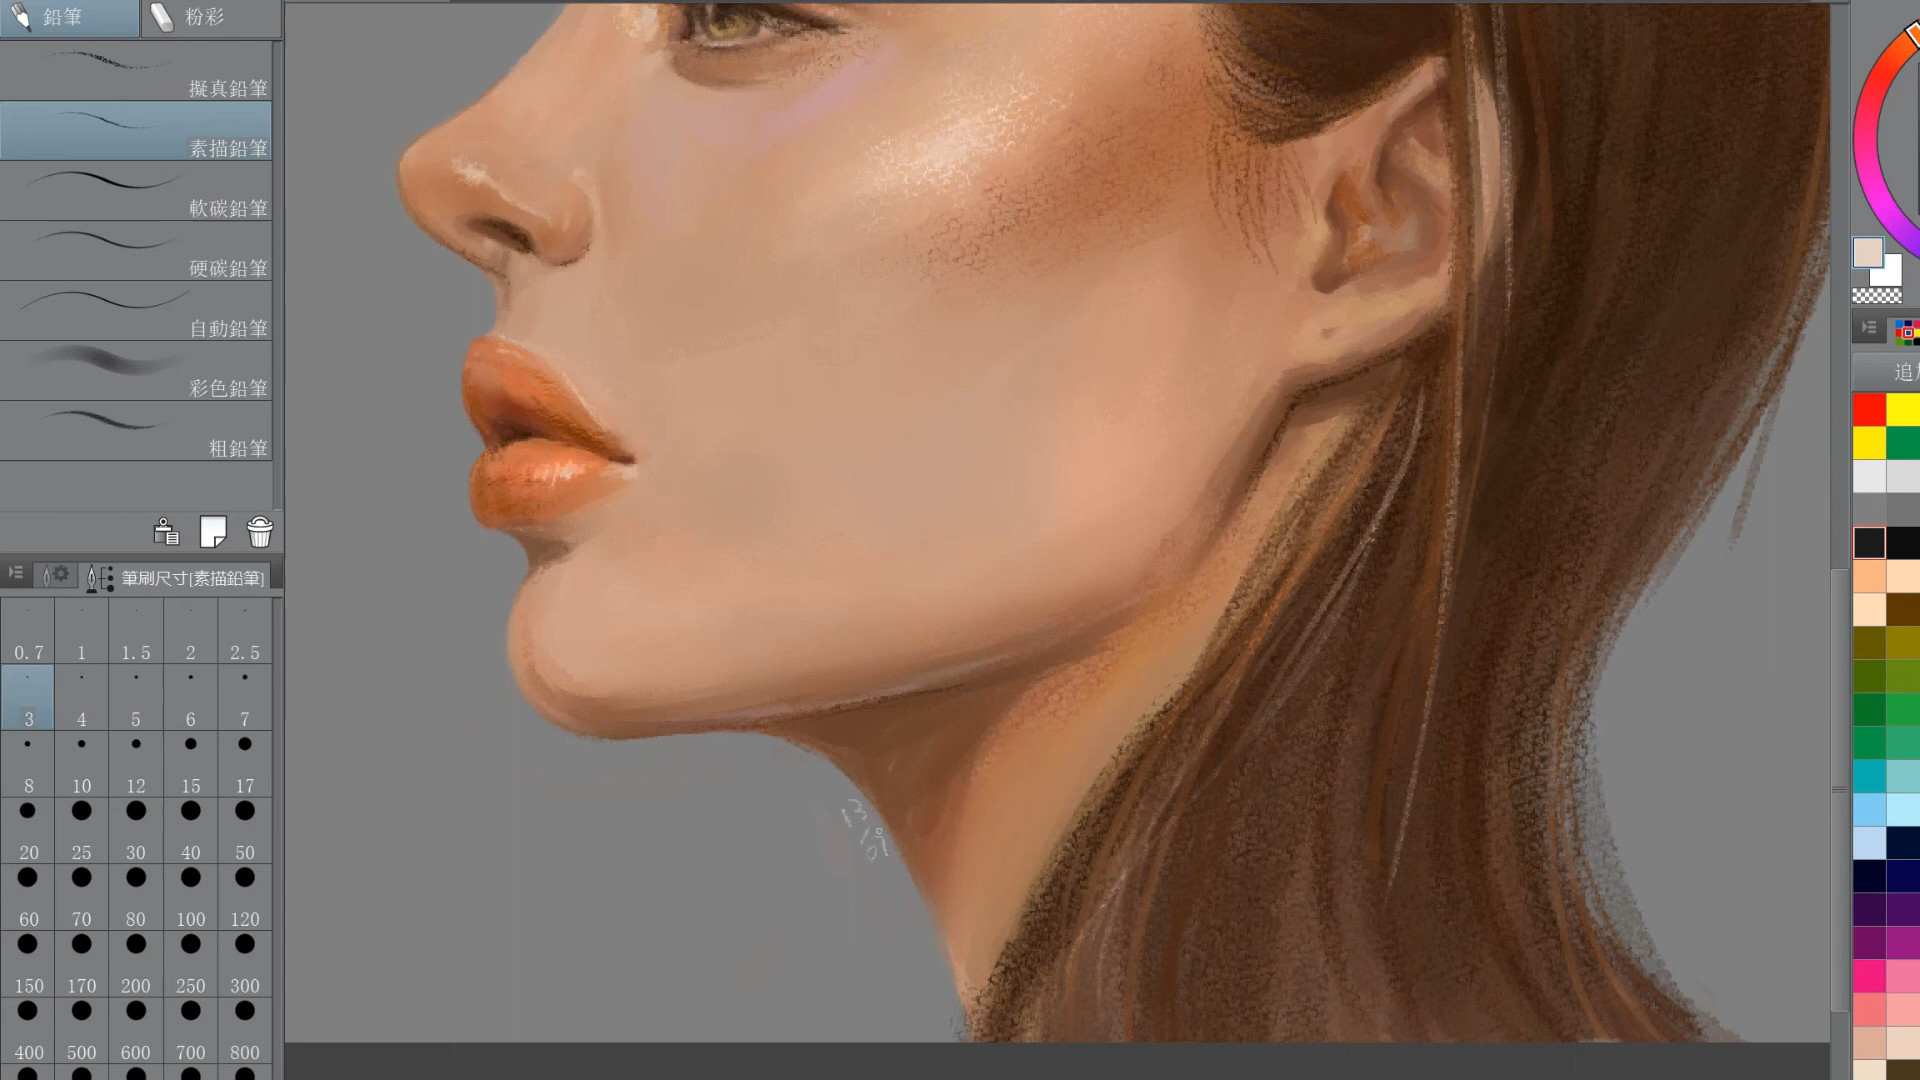 鉛筆 粉彩
擬真鉛筆
素描鉛筆
軟碳鉛筆
硬碳鉛筆
自動鉛筆
彩色鉛筆
粗鉛筆
筆刷尺寸[素描鉛筆]
0.7 1 1.5 2 2.5
3 4 5 6 7
8 10 12 15 17
20 25 30 40 50
60 70 80 100 120
150 170 200 250 300
400 500 600 700 800
追